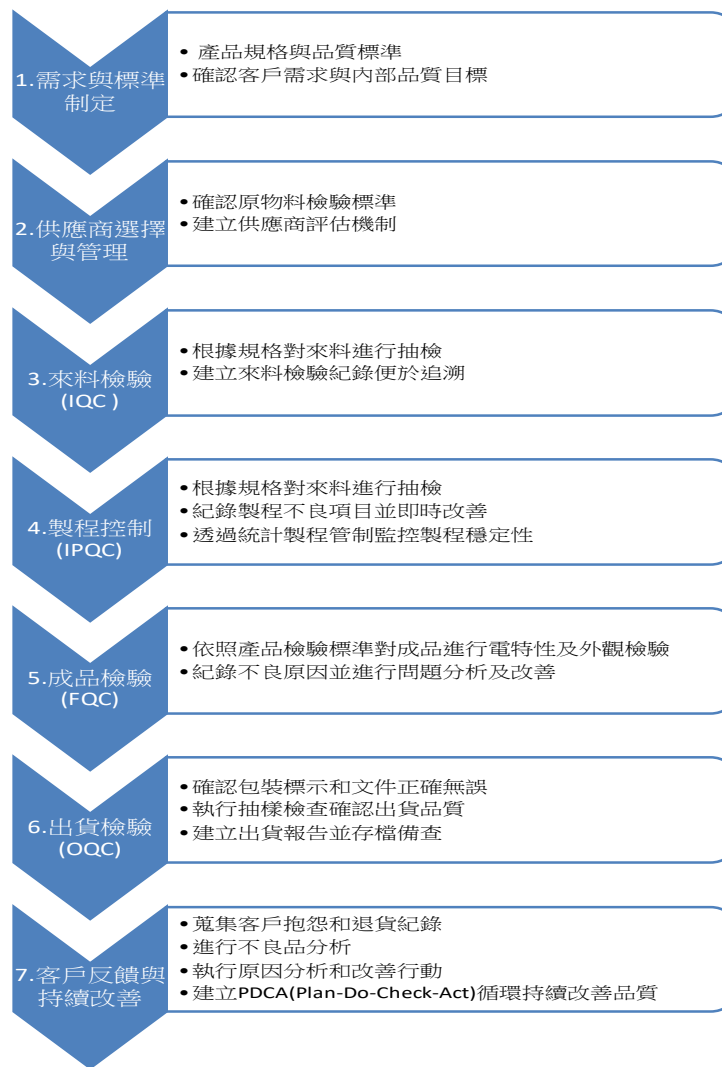 1.需求與標準
制定
• 產品規格與品質標準
• 確認客戶需求與內部品質目標
2.供應商選擇
與管理
• 確認原物料檢驗標準
• 建立供應商評估機制
3.來料檢驗
(IQC )
• 根據規格對來料進行抽檢
• 建立來料檢驗紀錄便於追溯
4.製程控制
(IPQC)
• 根據規格對來料進行抽檢
• 紀錄製程不良項目並即時改善
• 透過統計製程管制監控製程穩定性
5.成品檢驗
(FQC)
• 依照產品檢驗標準對成品進行電特性及外觀檢驗
• 紀錄不良原因並進行問題分析及改善
6.出貨檢驗
(OQC)
• 確認包裝標示和文件正確無誤
• 執行抽樣檢查確認出貨品質
• 建立出貨報告並存檔備查
7.客戶反饋與
持續改善
• 蒐集客戶抱怨和退貨紀錄
• 進行不良品分析
• 執行原因分析和改善行動
• 建立PDCA(Plan-Do-Check-Act)循環持續改善品質